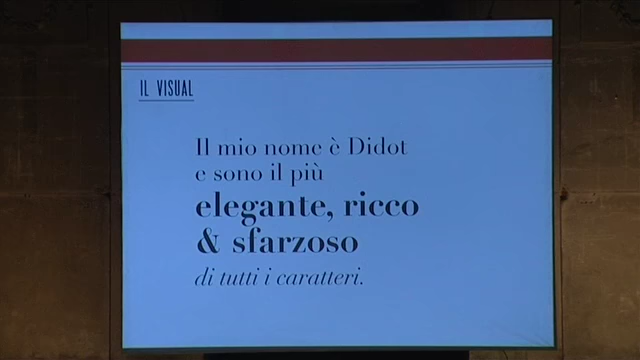 IL VISUAL
Il mio nome è Didot
e sono il più
elegante, ricco
& sfarzoso
di tutti i caratteri.